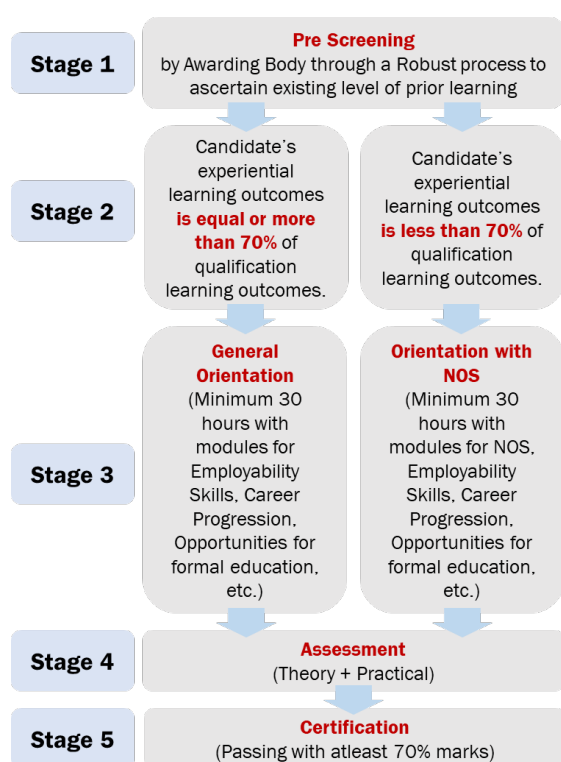 Stage 1
Pre Screening
by Awarding Body through a Robust process to
ascertain existing level of prior learning
Stage 2
Candidate's
experiential
learning outcomes
is equal or more
than 70% of
qualification
learning outcomes.
Candidate's
experiential
learning outcomes
is less than 70% of
qualification
learning outcomes.
Stage 3
General
Orientation
(Minimum 30
hours with
modules for
Employability
Skills, Career
Progression,
Opportunities for
formal education,
etc.)
Orientation with
NOS
(Minimum 30
hours with
modules for NOS,
Employability
Skills, Career
Progression,
Opportunities for
formal education,
etc.)
Stage 4
Assessment
(Theory + Practical)
Stage 5
Certification
(Passing with atleast 70% marks)